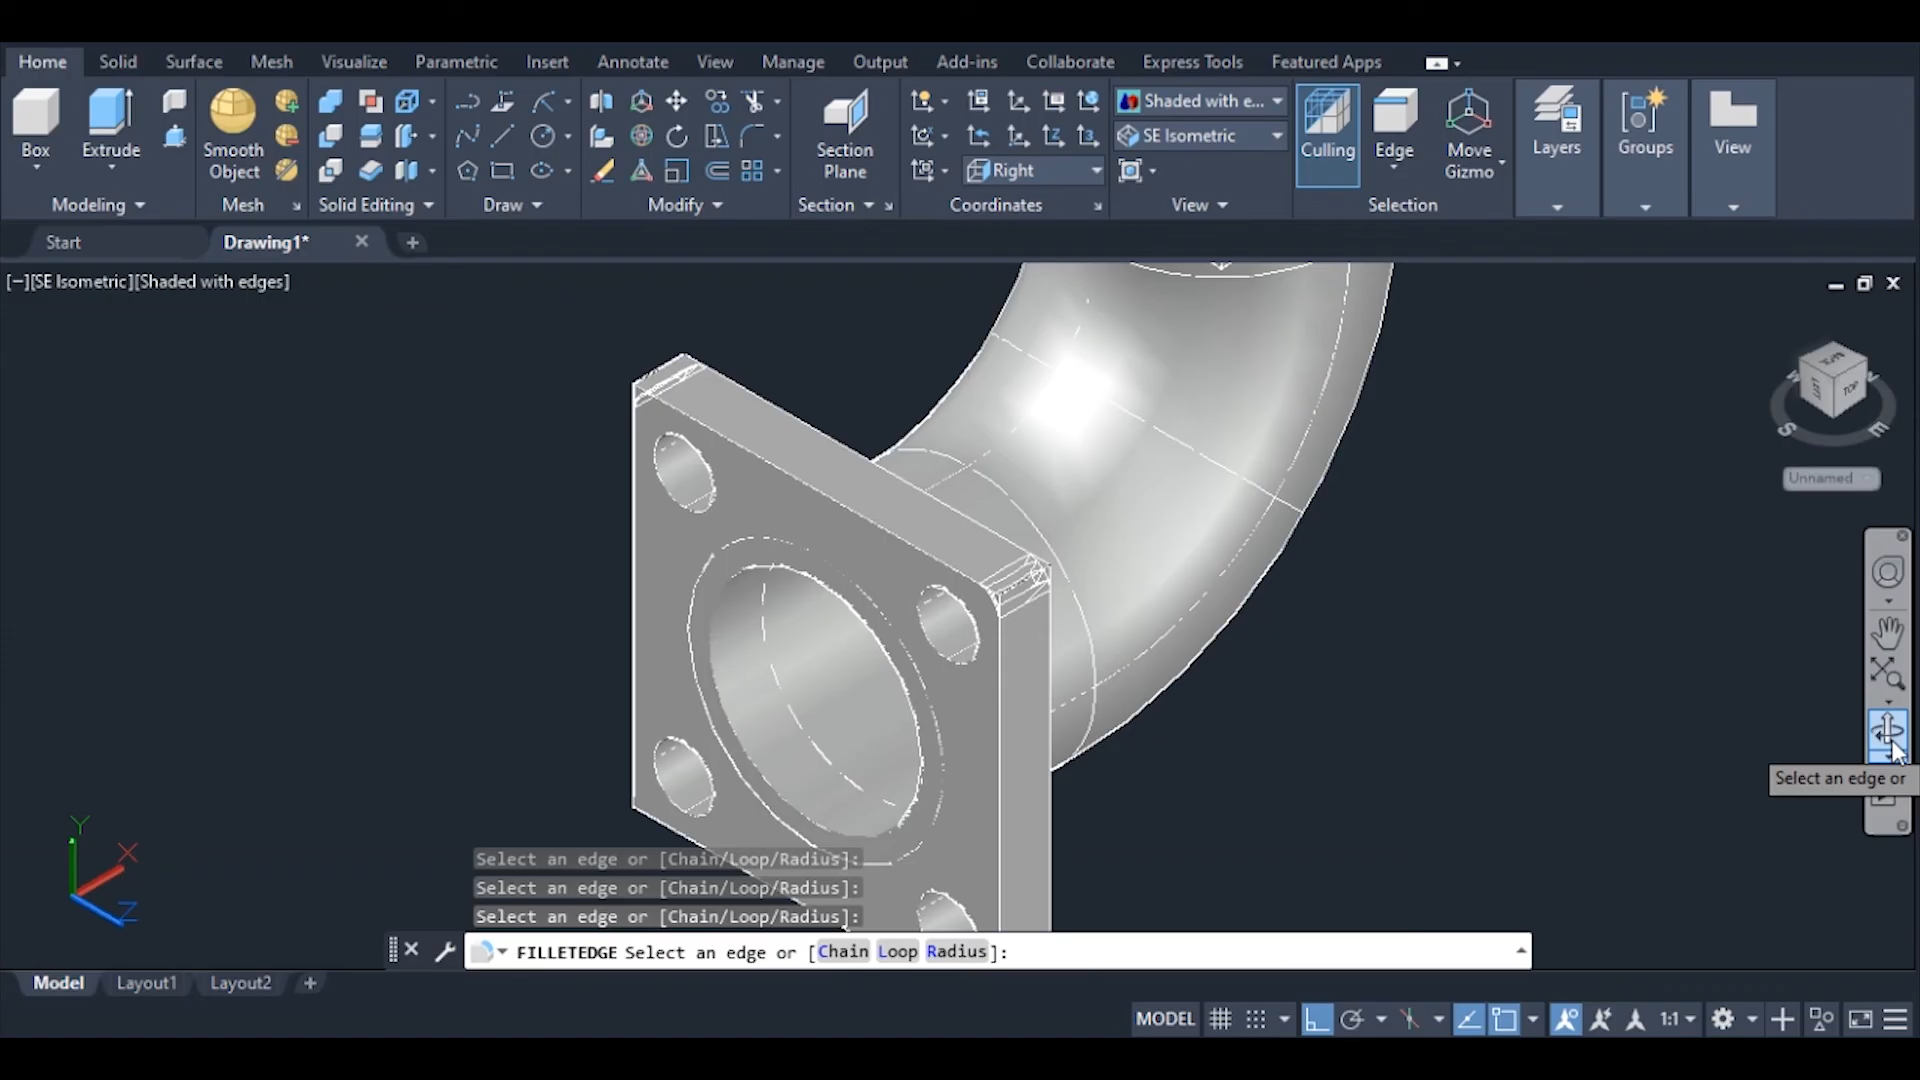 Home Solid Surface Mesh Visualize Parametric Insert Annotate View Manage Output Add-ins Collaborate Express Tools Featured Apps
Box
Extrude
Smooth
Object
Section
Plane
Shaded with e...
SE Isometric
Right
Culling
Edge
Move
Gizmo
Layers
Groups
View
Modeling
Mesh
Solid Editing
Draw
Modify
Section
Coordinates
View
Selection
Start
Drawing1*
[−][SE Isometric][Shaded with edges]
LEFT
TOP
W
S
E
Unnamed
Select an edge or
Y
X
Z
Select an edge or [Chain/Loop/Radius]:
Select an edge or [Chain/Loop/Radius]:
Select an edge or [Chain/Loop/Radius]:
FILLETEDGE Select an edge or [Chain Loop Radius]:
Model Layout1 Layout2
MODEL
1:1